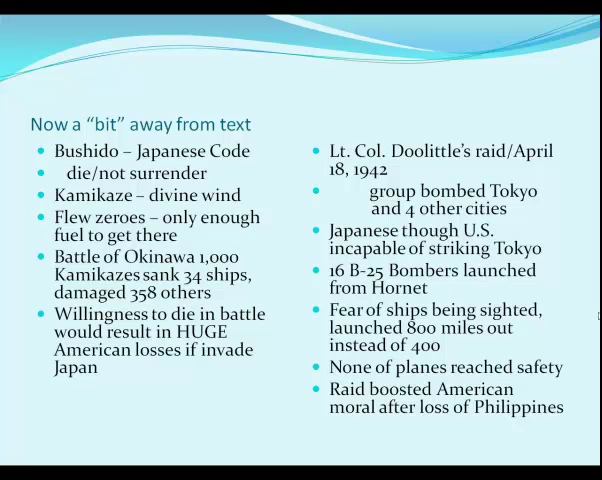 Now a “bit” away from text
Bushido – Japanese Code
die/not surrender
Kamikaze – divine wind
Flew zeroes – only enough
fuel to get there
Battle of Okinawa 1,000
Kamikazes sank 34 ships,
damaged 358 others
Willingness to die in battle
would result in HUGE
American losses if invade
Japan
Lt. Col. Doolittle’s raid/April
18, 1942
group bombed Tokyo
and 4 other cities
Japanese though U.S.
incapable of striking Tokyo
16 B-25 Bombers launched
from Hornet
Fear of ships being sighted,
launched 800 miles out
instead of 400
None of planes reached safety
Raid boosted American
moral after loss of Philippines